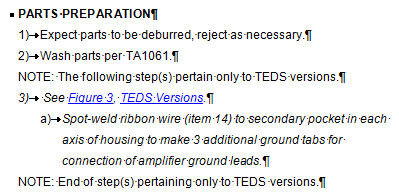 ▪ PARTS PREPARATION¶
1)→Expect parts to be deburred, reject as necessary.¶
2)→Wash parts per TA1061.¶
NOTE: The following step(s) pertain only to TEDS versions.¶
3)→ See Figure 3, TEDS Versions.¶
a)→Spot-weld ribbon wire (item 14) to secondary pocket in each
axis of housing to make 3 additional ground tabs for
connection of amplifier ground leads.¶
NOTE: End of step(s) pertaining only to TEDS versions.¶